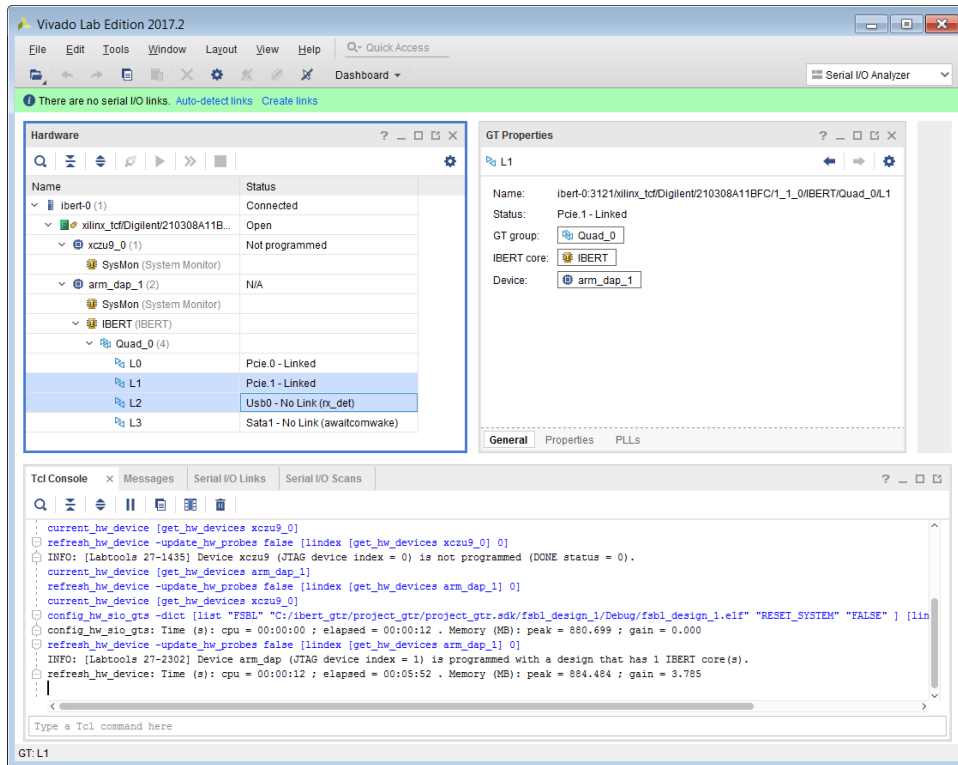 Vivado Lab Edition 2017.2
File Edit Tools Window Layout View Help Q- Quick Access
Dashboard
Serial I/O Analyzer
There are no serial I/O links. Auto-detect links Create links
Hardware
Name Status
ibert-0 (1) Connected
xilinx_tcf/Digilent/210308A11B... Open
xczu9_0 (1) Not programmed
SysMon (System Monitor)
arm_dap_1 (2) N/A
SysMon (System Monitor)
IBERT (IBERT)
Quad_0 (4)
L0 Pcie.0 - Linked
L1 Pcie.1 - Linked
L2 Usb0 - No Link (rx_det)
L3 Sata1 - No Link (awaitcomwake)
GT Properties
L1
Name: ibert-0:3121/xilinx_tcf/Digilent/210308A11BFC/1_1_0/IBERT/Quad_0/L1
Status: Pcie.1 - Linked
GT group: Quad_0
IBERT core: IBERT
Device: arm_dap_1
General Properties PLLs
Tcl Console Messages Serial I/O Links Serial I/O Scans
current_hw_device [get_hw_devices xczu9_0]
refresh_hw_device -update_hw_probes false [lindex [get_hw_devices xczu9_0] 0]
INFO: [Labtools 27-1435] Device xczu9 (JTAG device index = 0) is not programmed (DONE status = 0).
current_hw_device [get_hw_devices arm_dap_1]
refresh_hw_device -update_hw_probes false [lindex [get_hw_devices arm_dap_1] 0]
current_hw_device [get_hw_devices xczu9_0]
config_hw_sio_gts -dict [list "FSBL" "C:/ibert_gtr/project_gtr/project_gtr.sdk/fsbl_design_1/Debug/fsbl_design_1.elf" "RESET_SYSTEM" "FALSE" ] [lin
config_hw_sio_gts: Time (s): cpu = 00:00:00 ; elapsed = 00:00:12 . Memory (MB): peak = 880.699 ; gain = 0.000
refresh_hw_device -update_hw_probes false [lindex [get_hw_devices arm_dap_1] 0]
INFO: [Labtools 27-2302] Device arm_dap (JTAG device index = 1) is programmed with a design that has 1 IBERT core(s).
refresh_hw_device: Time (s): cpu = 00:00:12 ; elapsed = 00:05:52 . Memory (MB): peak = 884.484 ; gain = 3.785
Type a Tcl command here
GT: L1